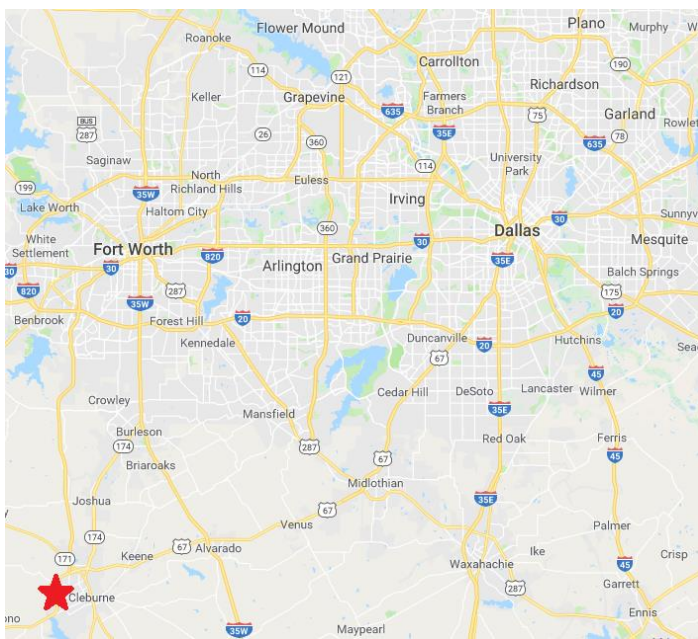 Flower Mound
Plano
Murphy
Roanoke
Carrollton
190
114
121
Richardson
Keller
Grapevine
Farmers
Branch
635
75
Garland
BUS
287
26
35E
78
Rowlett
Saginaw
360
635
University
Park
North
Richland Hills
Euless
114
199
35W
Irving
Lake Worth
Haltom City
360
30
Sunnyv
White
Settlement
Fort Worth
820
30
Dallas
Mesquite
30
30
Arlington
Grand Prairie
35E
Balch Springs
820
287
175
35W
Benbrook
Forest Hill
20
20
Kennedale
Duncanville
20
Hutchins
67
Sea
45
Crowley
Cedar Hill
DeSoto
Lancaster
Wilmer
Mansfield
35E
Burleson
174
287
Red Oak
Ferris
Briaroaks
67
45
Joshua
Midlothian
35E
67
174
Venus
Palmer
171
Keene
67
Alvarado
Ike
Crisp
Waxahachie
45
Cleburne
287
Garrett
ono
Ennis
35W
Maypearl